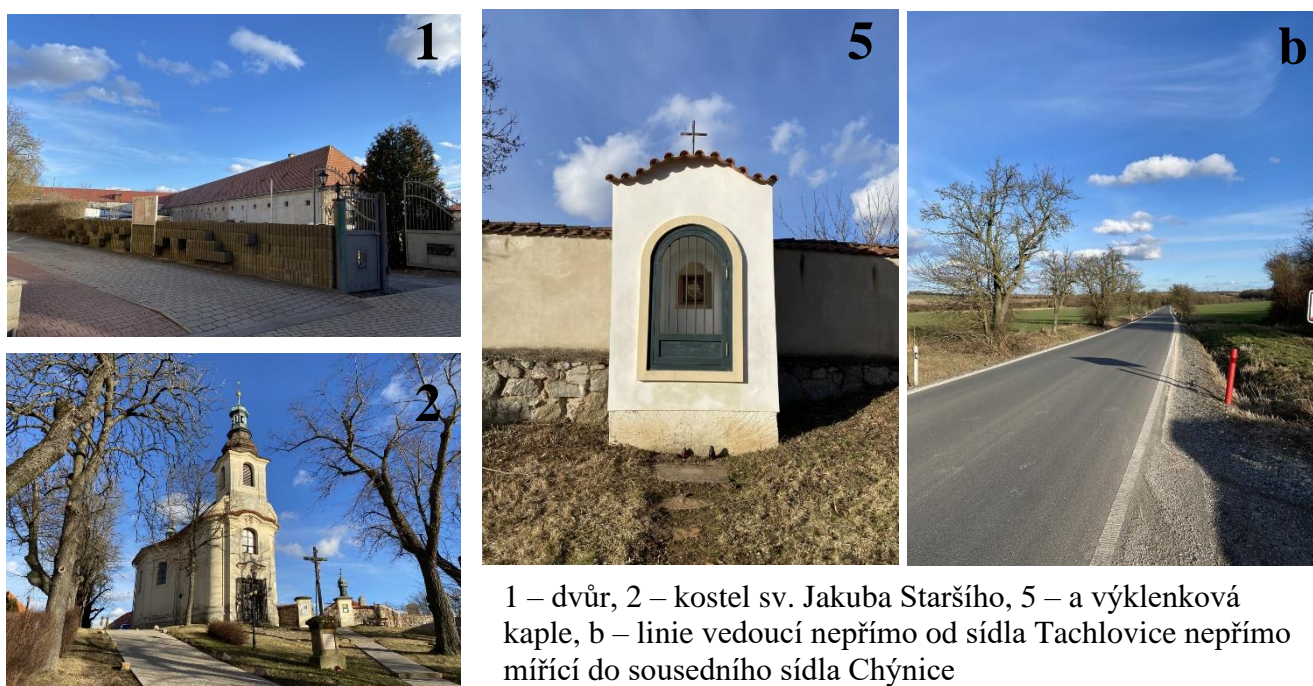 1
5
b
2
1 – dvůr, 2 – kostel sv. Jakuba Staršího, 5 – a výklenková
kaple, b – linie vedoucí nepřímo od sídla Tachlovice nepřímo
mířící do sousedního sídla Chýnice